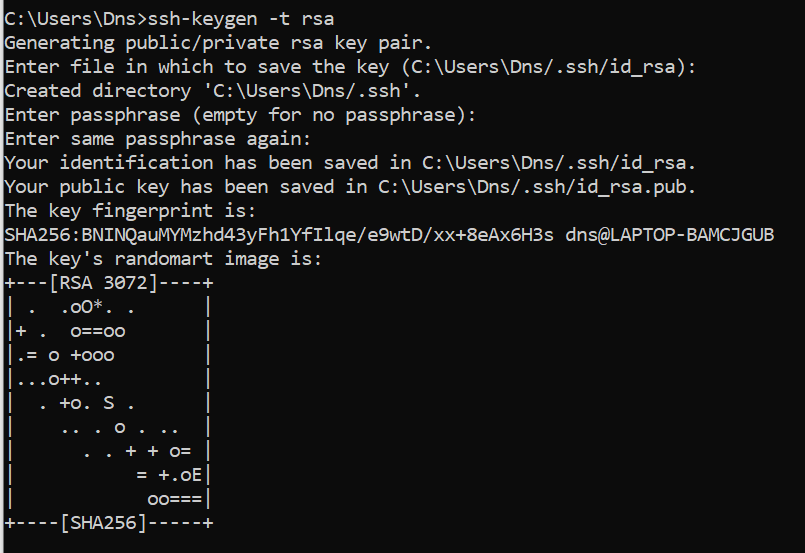 C:\Users\Dns>ssh-keygen -t rsa
Generating public/private rsa key pair.
Enter file in which to save the key (C:\Users\Dns/.ssh/id_rsa):
Created directory 'C:\Users\Dns/.ssh'.
Enter passphrase (empty for no passphrase):
Enter same passphrase again:
Your identification has been saved in C:\Users\Dns/.ssh/id_rsa.
Your public key has been saved in C:\Users\Dns/.ssh/id_rsa.pub.
The key fingerprint is:
SHA256:BNINQauMYMzhd43yFh1YfIlqe/e9wtD/xx+8eAx6H3s dns@LAPTOP-BAMCJGUB
The key's randomart image is:
+---[RSA 3072]----+
| .  .oO*. .      |
|+ .  o==oo       |
|.= o +ooo        |
|...o++..         |
|  . +o. S .      |
|    .. . o . ..  |
|      . . + + o= |
|           = +.oE|
|            oo===|
+----[SHA256]-----+